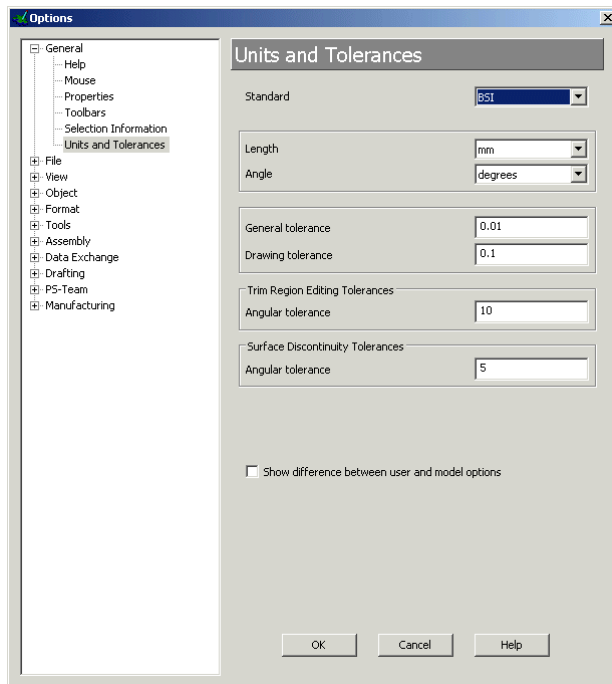 Options
General
Help
Mouse
Properties
Toolbars
Selection Information
Units and Tolerances
File
View
Object
Format
Tools
Assembly
Data Exchange
Drafting
PS-Team
Manufacturing
Units and Tolerances
Standard BSI
Length mm
Angle degrees
General tolerance 0.01
Drawing tolerance 0.1
Trim Region Editing Tolerances
Angular tolerance 10
Surface Discontinuity Tolerances
Angular tolerance 5
Show difference between user and model options
OK Cancel Help